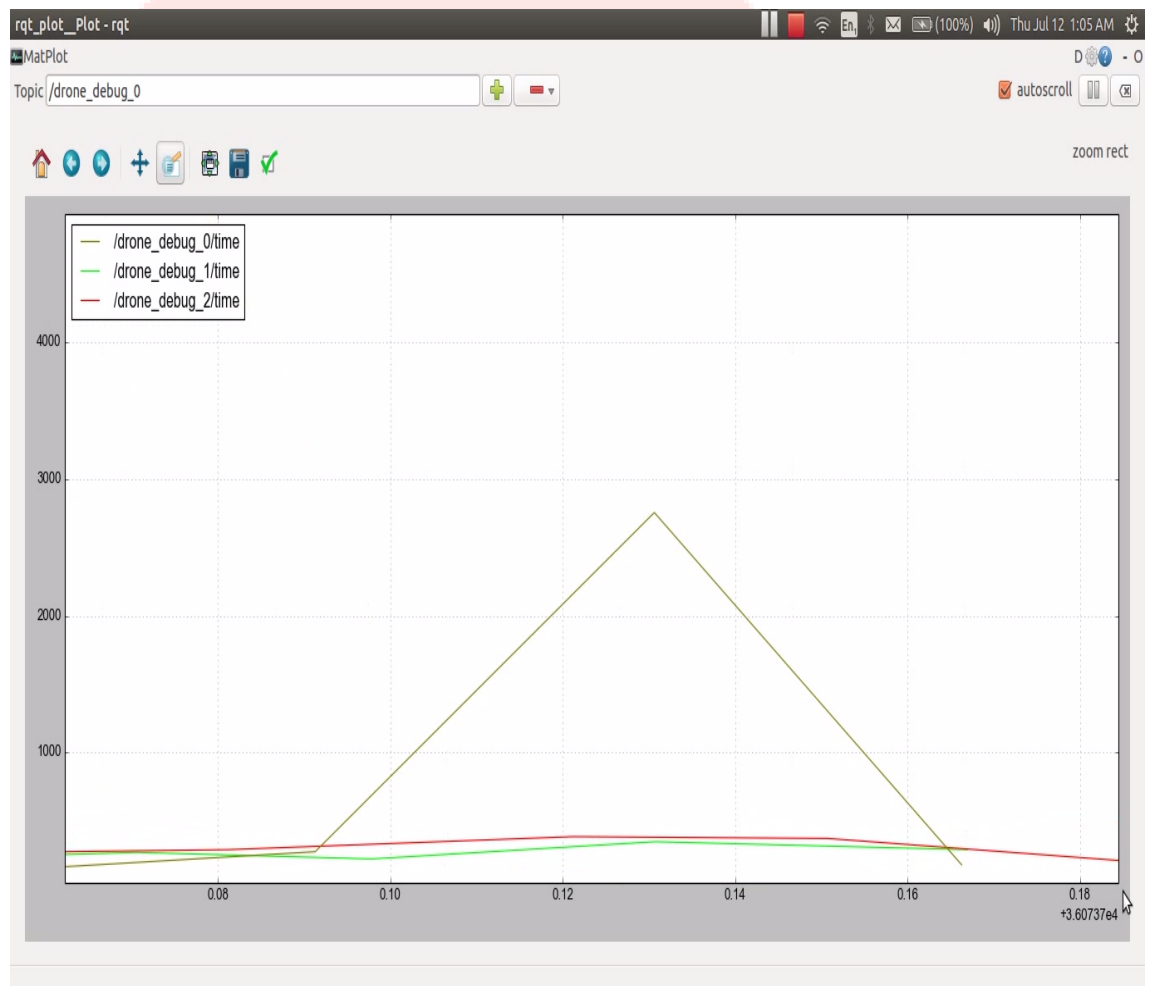 rqt_plot__Plot - rqt
En1 (100%) Thu Jul 12 1:05 AM
MatPlot
D - O
Topic /drone_debug_0
autoscroll
zoom rect
/drone_debug_0/time
/drone_debug_1/time
/drone_debug_2/time
4000
3000
2000
1000
0.08 0.10 0.12 0.14 0.16 0.18
+3.60737e4